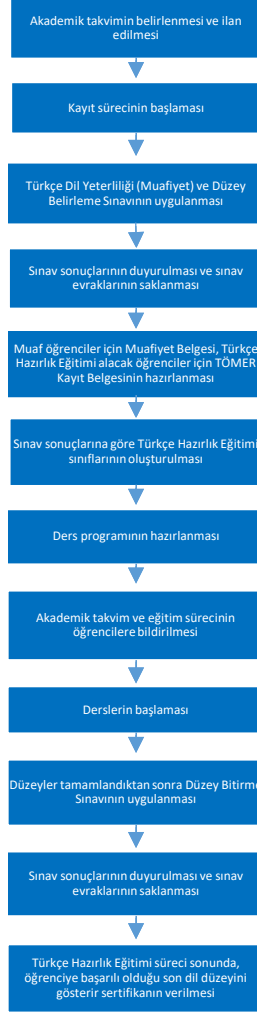 Akademik takvimin belirlenmesi ve ilan
edilmesi
Kayıt sürecinin başlaması
Türkçe Dil Yeterliliği (Muafiyet) ve Düzey
Belirleme Sınavının uygulanması
Sınav sonuçlarının duyurulması ve sınav
evraklarının saklanması
Muaf öğrenciler için Muafiyet Belgesi, Türkçe
Hazırlık Eğitimi alacak öğrenciler için TÖMER
Kayıt Belgesinin hazırlanması
Sınav sonuçlarına göre Türkçe Hazırlık Eğitimi
sınıflarının oluşturulması
Ders programının hazırlanması
Akademik takvim ve eğitim sürecinin
öğrencilere bildirilmesi
Derslerin başlaması
Düzeyler tamamlandıktan sonra Düzey Bitirme
Sınavının uygulanması
Sınav sonuçlarının duyurulması ve sınav
evraklarının saklanması
Türkçe Hazırlık Eğitimi süreci sonunda,
öğrenciye başarılı olduğu son dil düzeyini
gösterir sertifikanın verilmesi